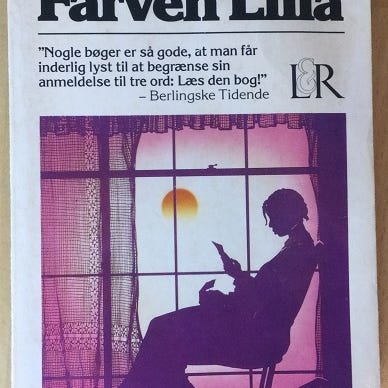 Farven Lilla
"Nogle bøger er så gode, at man får
inderlig lyst til at begrænse sin
anmeldelse til tre ord: Læs den bog!"
– Berlingske Tidende
L&R